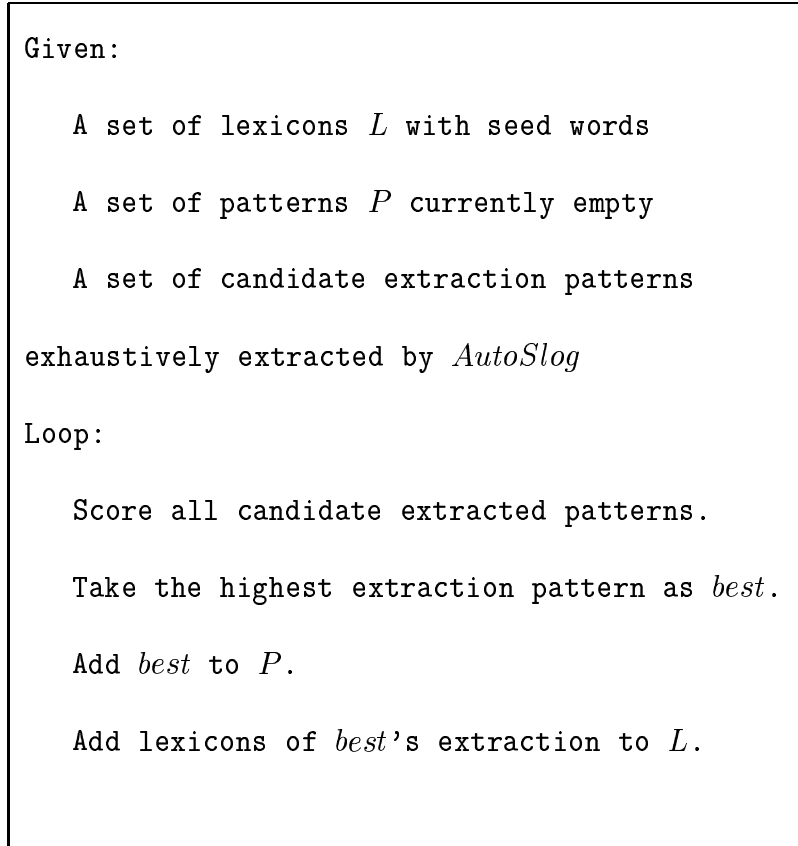 Given:
A set of lexicons L with seed words
A set of patterns P currently empty
A set of candidate extraction patterns
exhaustively extracted by AutoSlog
Loop:
Score all candidate extracted patterns.
Take the highest extraction pattern as best.
Add best to P.
Add lexicons of best's extraction to L.